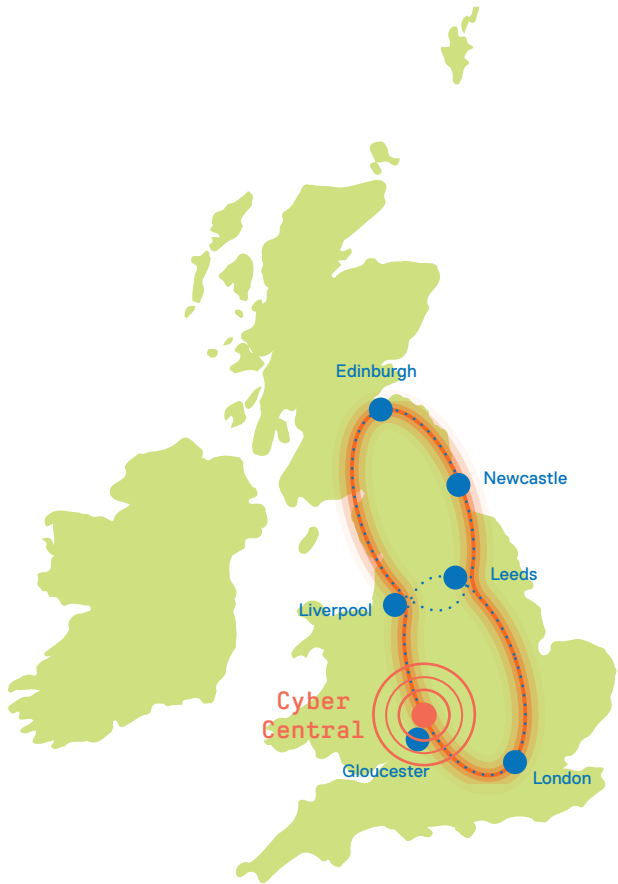 Edinburgh
Newcastle
Leeds
Liverpool
Cyber
Central
Gloucester
London